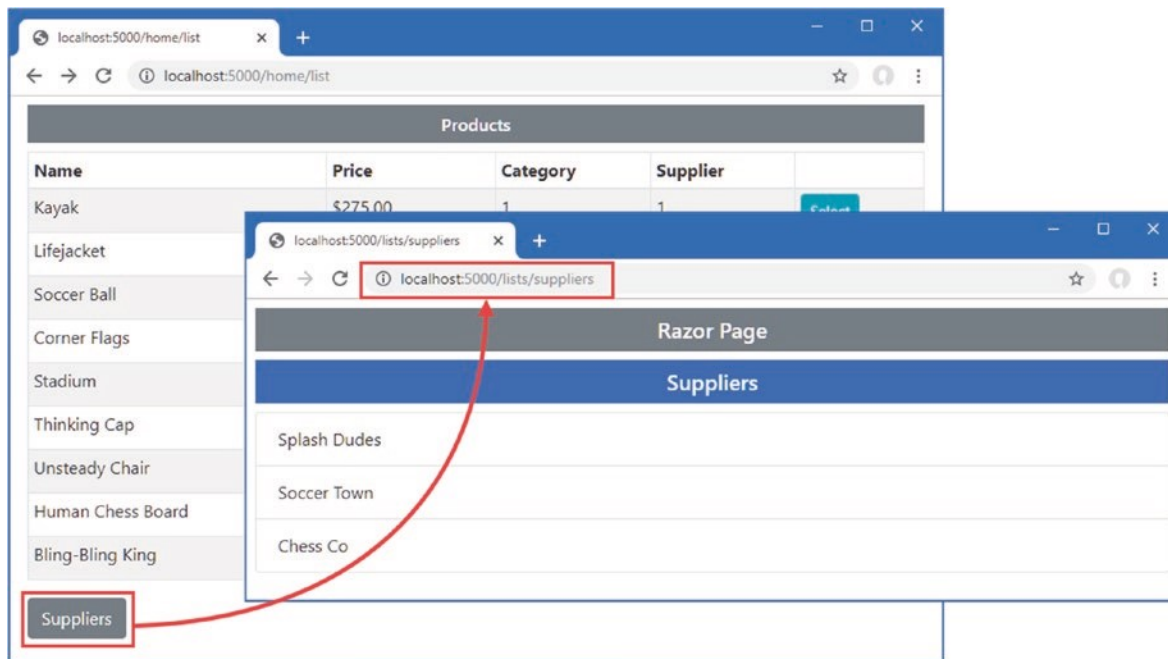 localhost:5000/home/list
localhost:5000/home/list
Products
Name Price Category Supplier
Kayak $275.00 1 1 Select
Lifejacket
Soccer Ball
Corner Flags
Stadium
Thinking Cap
Unsteady Chair
Human Chess Board
Bling-Bling King
Suppliers
localhost:5000/lists/suppliers
localhost:5000/lists/suppliers
Razor Page
Suppliers
Splash Dudes
Soccer Town
Chess Co